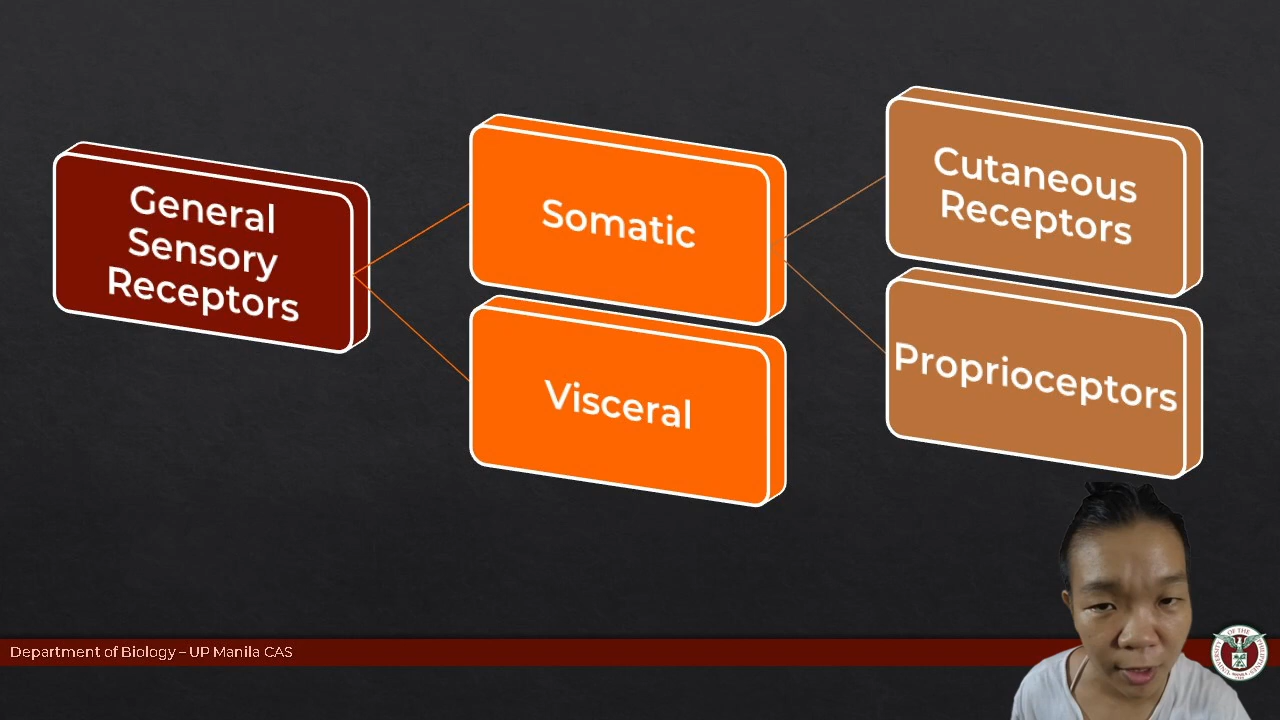 General
Sensory
Receptors
Somatic
Visceral
Cutaneous
Receptors
Proprioceptors
Department of Biology – UP Manila CAS